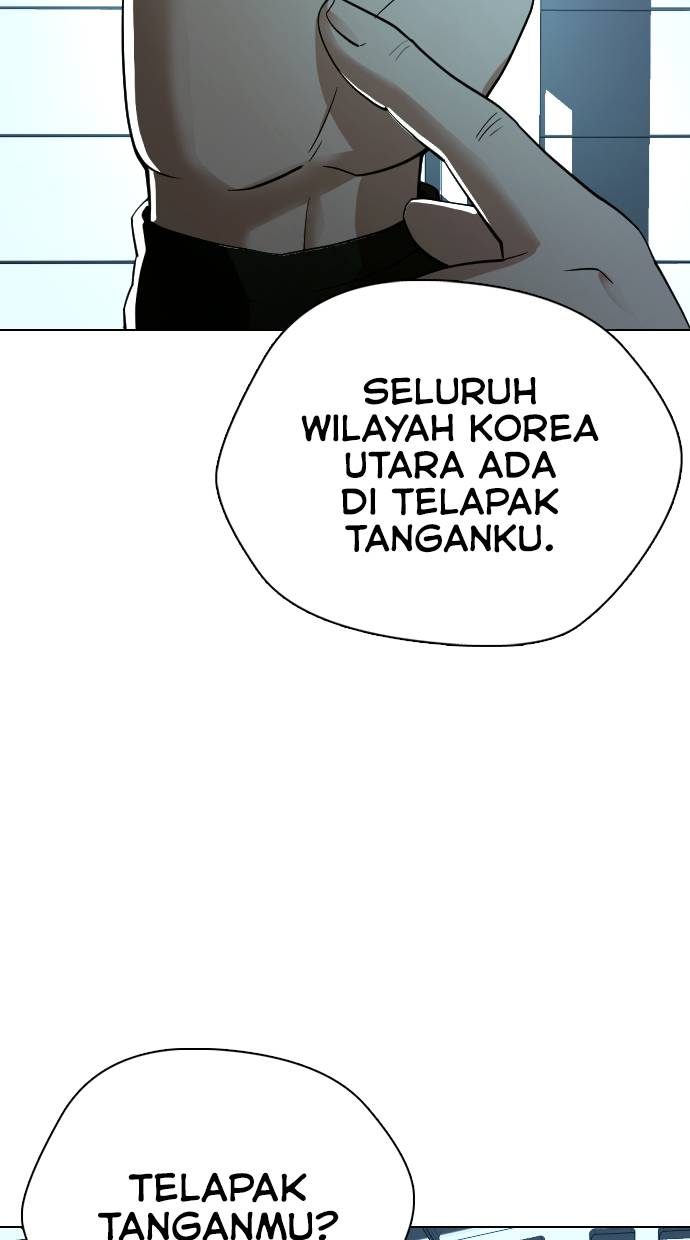 SELURUH
WILAYAH KOREA
UTARA ADA
DI TELAPAK
TANGANKU.
TELAPAK
TANGANMU?